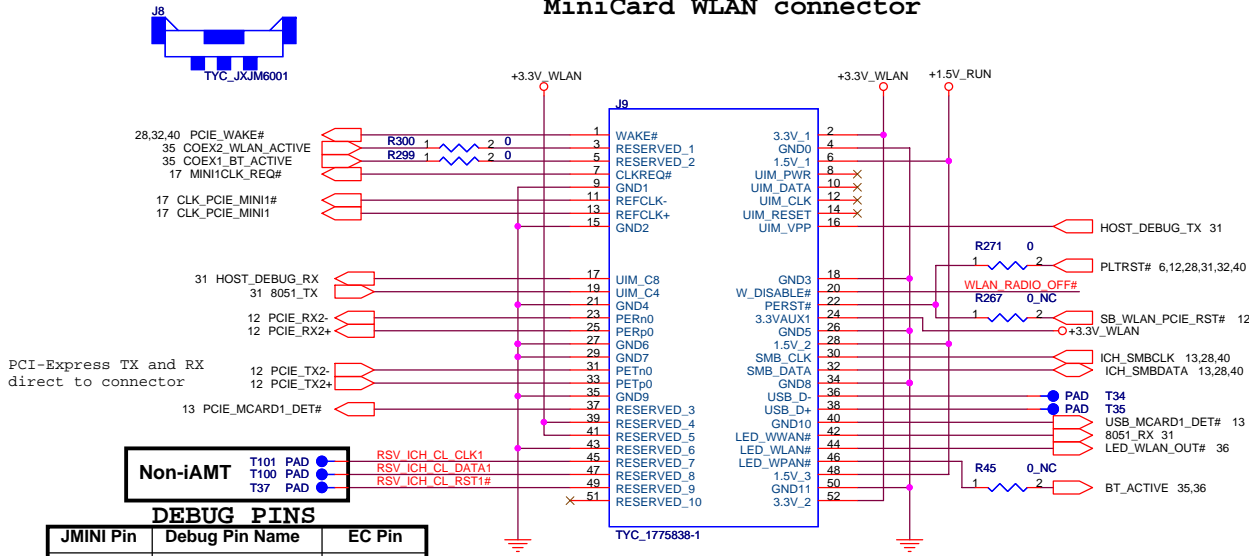 MiniCard WLAN connector
J8
TYC_JXJM6001
+3.3V_WLAN
+3.3V_WLAN
+1.5V_RUN
J9
28,32,40 PCIE_WAKE# 1 WAKE# 3.3V_1 2
35 COEX2_WLAN_ACTIVE R300 1 2 0 3 RESERVED_1 GND0 4
35 COEX1_BT_ACTIVE R299 1 2 0 5 RESERVED_2 1.5V_1 6
17 MINI1CLK_REQ# 7 CLKREQ# UIM_PWR 8
9 GND1 UIM_DATA 10
17 CLK_PCIE_MINI1# 11 REFCLK- UIM_CLK 12
17 CLK_PCIE_MINI1 13 REFCLK+ UIM_RESET 14
15 GND2 UIM_VPP 16 HOST_DEBUG_TX 31
R271 0
1 2 PLTRST# 6,12,28,31,32,40
31 HOST_DEBUG_RX 17 UIM_C8 GND3 18
31 8051_TX 19 UIM_C4 W_DISABLE# 20 WLAN_RADIO_OFF#
21 GND4 PERST# 22 R267 0_NC
12 PCIE_RX2- 23 PERn0 3.3VAUX1 24 1 2 SB_WLAN_PCIE_RST# 12
25 PERp0 GND5 26 +3.3V_WLAN
12 PCIE_RX2+
27 GND6 1.5V_2 28
29 GND7 SMB_CLK 30 ICH_SMBCLK 13,28,40
PCI-Express TX and RX
direct to connector
12 PCIE_TX2- 31 PETn0 SMB_DATA 32 ICH_SMBDATA 13,28,40
12 PCIE_TX2+ 33 PETp0 GND8 34
35 GND9 USB_D- 36 PAD T34
13 PCIE_MCARD1_DET# 37 RESERVED_3 USB_D+ 38 PAD T35
39 RESERVED_4 GND10 40 USB_MCARD1_DET# 13
41 RESERVED_5 LED_WWAN# 42 8051_RX 31
43 RESERVED_6 LED_WLAN# 44 LED_WLAN_OUT# 36
Non-iAMT
T101 PAD RSV_ICH_CL_CLK1 45 RESERVED_7 LED_WPAN# 46
T100 PAD RSV_ICH_CL_DATA1 47 RESERVED_8 1.5V_3 48 R45 0_NC
T37 PAD RSV_ICH_CL_RST1# 49 RESERVED_9 GND11 50 1 2 BT_ACTIVE 35,36
51 RESERVED_10 3.3V_2 52
TYC_1775838-1
DEBUG PINS
JMINI Pin Debug Pin Name EC Pin